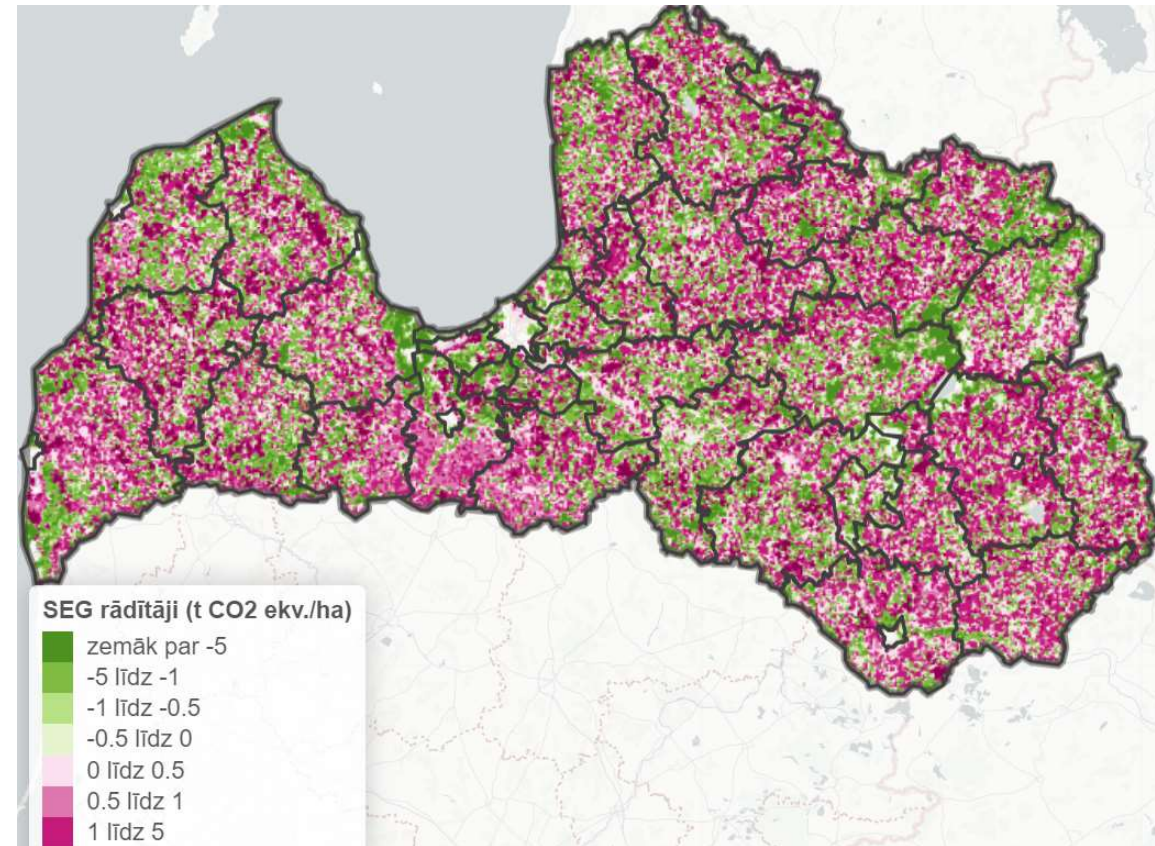 SEG rādītāji (t CO2 ekv./ha)
zemāk par -5
-5 līdz -1
-1 līdz -0.5
-0.5 līdz 0
0 līdz 0.5
0.5 līdz 1
1 līdz 5